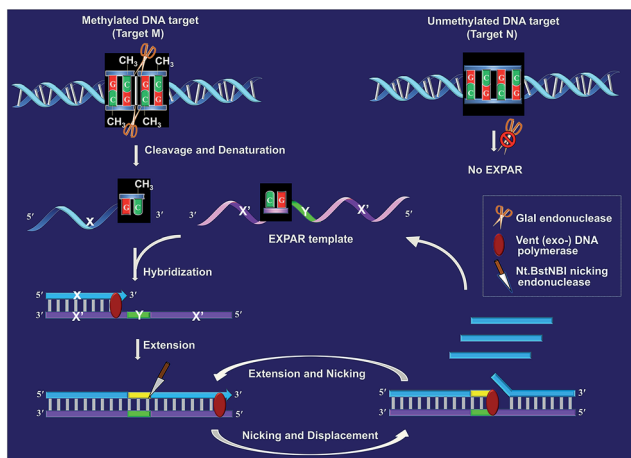 Methylated DNA target
(Target M)
Unmethylated DNA target
(Target N)
CH₃ CH₃
G C G C
C G C G
CH₃ CH₃
G C G C
C G C G
Cleavage and Denaturation
No EXPAR
CH₃
G C
5′ X 3′
3′ X' C G Y X' 5′
EXPAR template
GlaI endonuclease
Vent (exo-) DNA
polymerase
Nt.BstNBI nicking
endonuclease
Hybridization
5′ X 3′
3′ X' Y X' 5′
Extension
Extension and Nicking
5′ 3′
3′ 5′
5′ 3′
3′ 5′
Nicking and Displacement